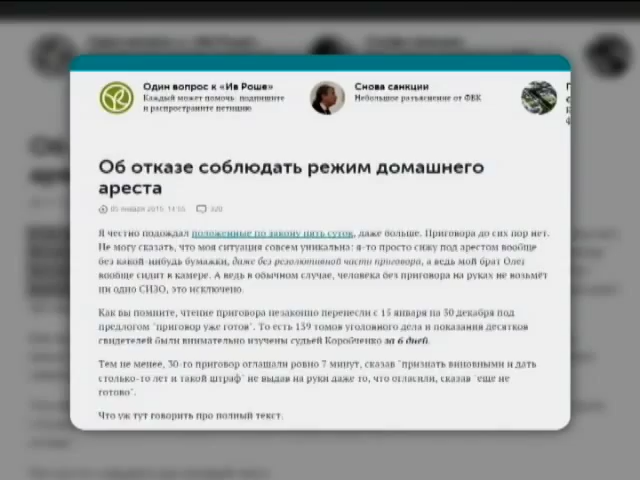 Один вопрос к «Ив Роше»
Каждый может помочь, подпишите
и распространите петицию
Снова санкции
Небольшое разъяснение от ФБК
Об отказе соблюдать режим домашнего
ареста
05 января 2015, 14:55
320
Я честно подождал положенные по закону пять суток, даже больше. Приговора до сих пор нет.
Не могу сказать, что моя ситуация совсем уникальна: я-то просто сижу под арестом вообще
без какой-нибудь бумажки, даже без резолютивной части приговора, а ведь мой брат Олег
вообще сидит в камере. А ведь в обычном случае, человека без приговора на руках не возьмёт
ни одно СИЗО, это исключено.
Как вы помните, чтение приговора незаконно перенесли с 15 января на 30 декабря под
предлогом "приговор уже готов". То есть 139 томов уголовного дела и показания десятков
свидетелей были внимательно изучены судьей Коробченко за 6 дней.
Тем не менее, 30-го приговор оглашали ровно 7 минут, сказав "признать виновными и дать
столько-то лет и такой штраф" не выдав на руки даже то, что огласили, сказав "еще не
готово".
Что уж тут говорить про полный текст.